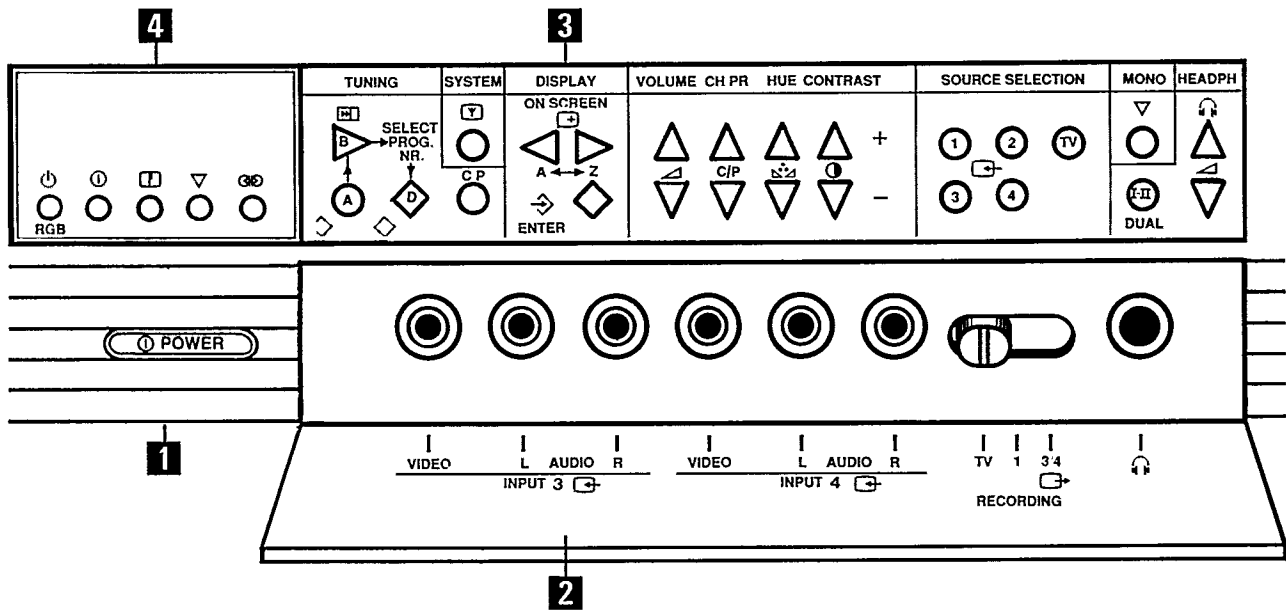 4 3
TUNING SYSTEM DISPLAY VOLUME CH PR HUE CONTRAST SOURCE SELECTION MONO HEADPH
ON SCREEN
SELECT
PROG.
NR.
B
+
1 2 TV
A ↔ Z
C/P
CP
A D
3 4
I-II
−
RGB
ENTER
DUAL
POWER
1
VIDEO L AUDIO R VIDEO L AUDIO R TV 1 3/4
INPUT 3 INPUT 4
RECORDING
2